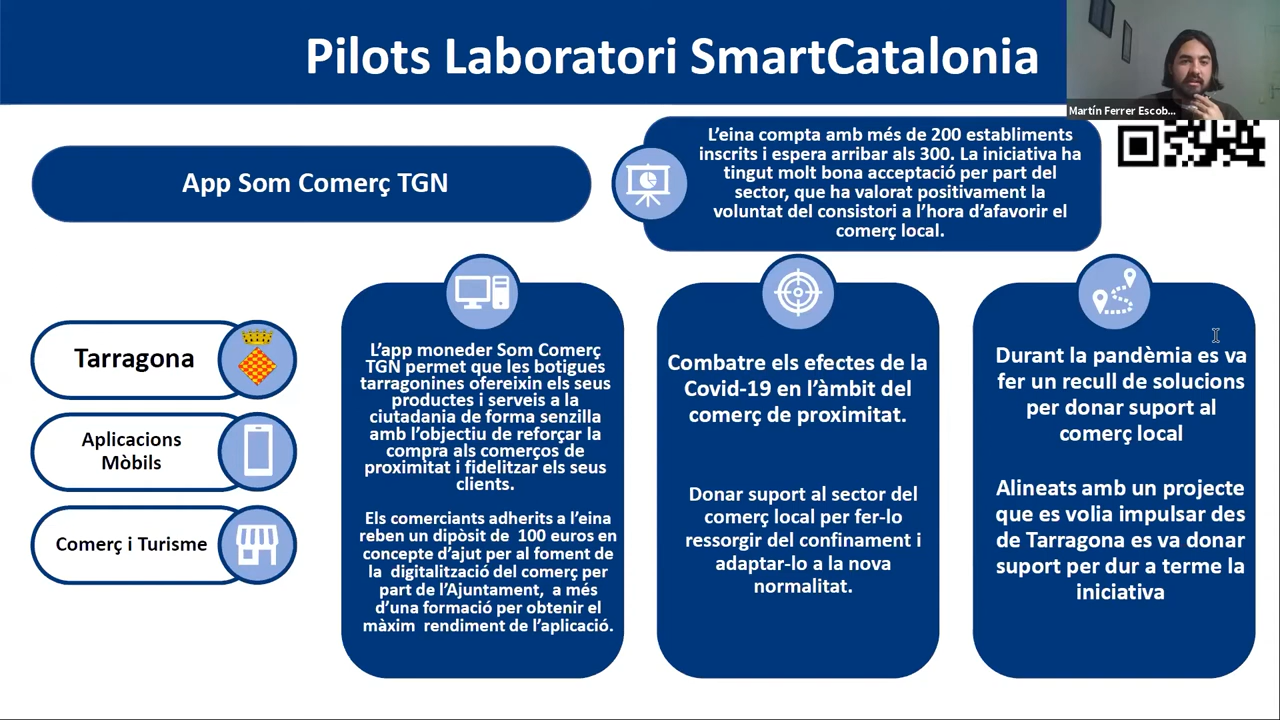 Pilots Laboratori SmartCatalonia
Martín Ferrer Escob...
App Som Comerç TGN
L'eina compta amb més de 200 establiments
inscrits i espera arribar als 300. La iniciativa ha
tingut molt bona acceptació per part del
sector, que ha valorat positivament la
voluntat del consistori a l'hora d'afavorir el
comerç local.
Tarragona
Aplicacions
Mòbils
Comerç i Turisme
L'app moneder Som Comerç
TGN permet que les botigues
tarragonines ofereixin els seus
productes i serveis a la
ciutadania de forma senzilla
amb l'objectiu de reforçar la
compra als comerços de
proximitat i fidelitzar els seus
clients.
Els comerciants adherits a l'eina
reben un dipòsit de 100 euros en
concepte d'ajut per al foment de
la digitalització del comerç per
part de l'Ajuntament, a més
d'una formació per obtenir el
màxim rendiment de l'aplicació.
Combatre els efectes de la
Covid-19 en l'àmbit del
comerç de proximitat.
Donar suport al sector del
comerç local per fer-lo
ressorgir del confinament i
adaptar-lo a la nova
normalitat.
Durant la pandèmia es va
fer un recull de solucions
per donar suport al
comerç local
Alineats amb un projecte
que es volia impulsar des
de Tarragona es va donar
suport per dur a terme la
iniciativa